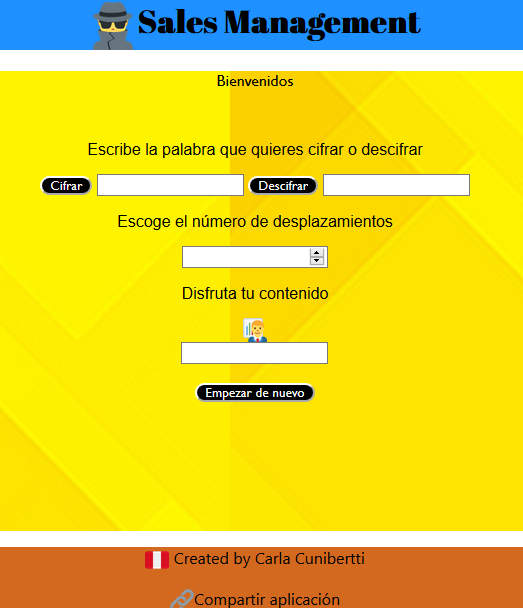 Sales Management
Bienvenidos
Escribe la palabra que quieres cifrar o descifrar
Cifrar Descifrar
Escoge el número de desplazamientos
Disfruta tu contenido
Empezar de nuevo
Created by Carla Cunibertti
Compartir aplicación